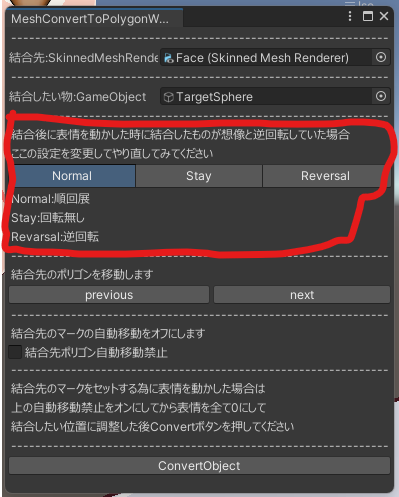 MeshConvertToPolygonW...
結合先:SkinnedMeshRende Face (Skinned Mesh Renderer)
結合したい物:GameObject TargetSphere
結合後に表情を動かした時に結合したものが想像と逆回転していた場合
ここの設定を変更してやり直してみてください
Normal Stay Reversal
Normal:順回展
Stay:回転無し
Revarsal:逆回転
結合先のポリゴンを移動します
previous next
結合先のマークの自動移動をオフにします
結合先ポリゴン自動移動禁止
結合先のマークをセットする為に表情を動かした場合は
上の自動移動禁止をオンにしてから表情を全て0にして
結合したい位置に調整した後Convertボタンを押してください
ConvertObject